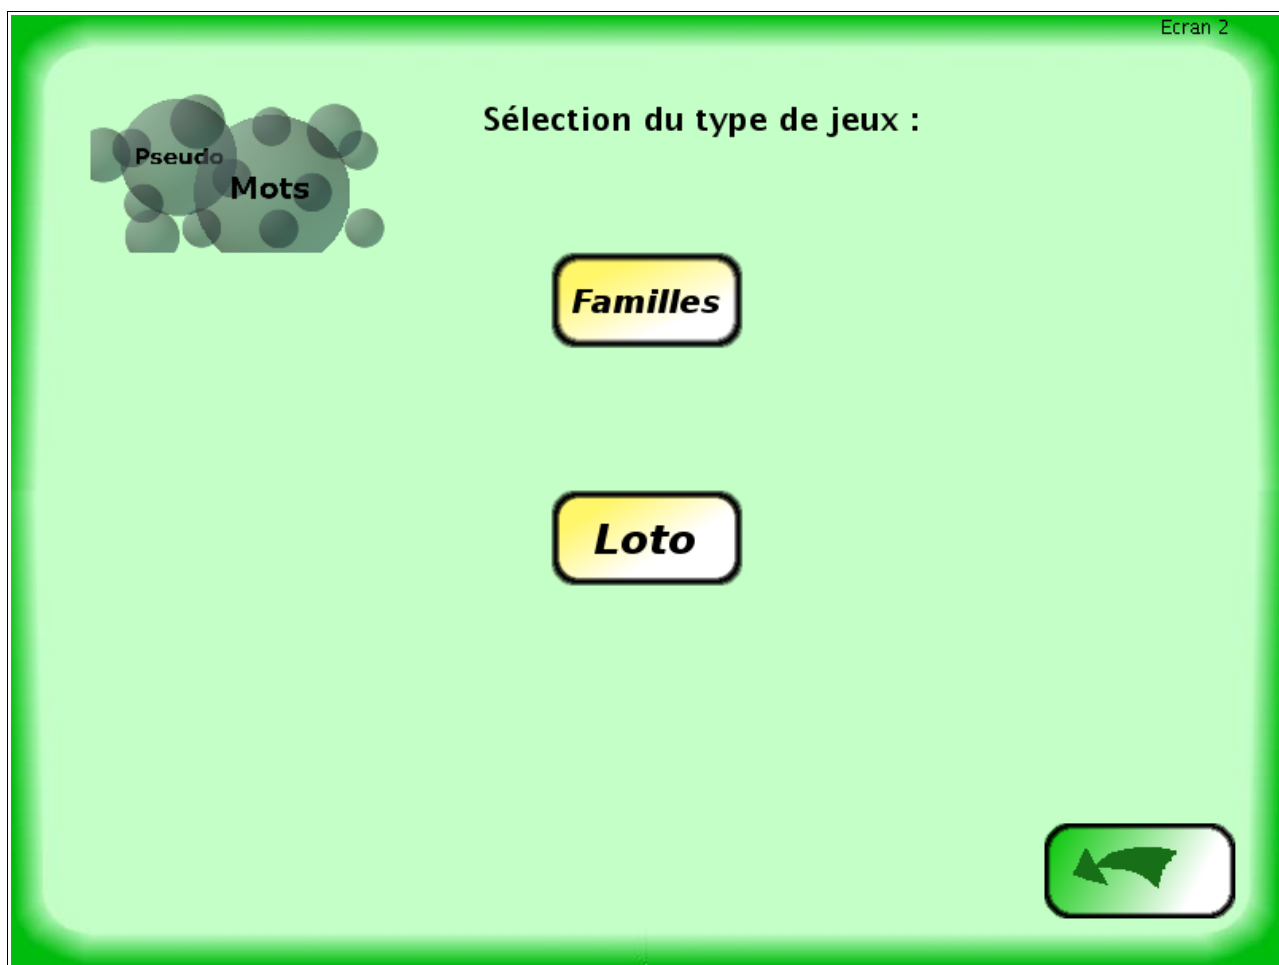 Ecran 2
Sélection du type de jeux :
Pseudo
Mots
Familles
Loto